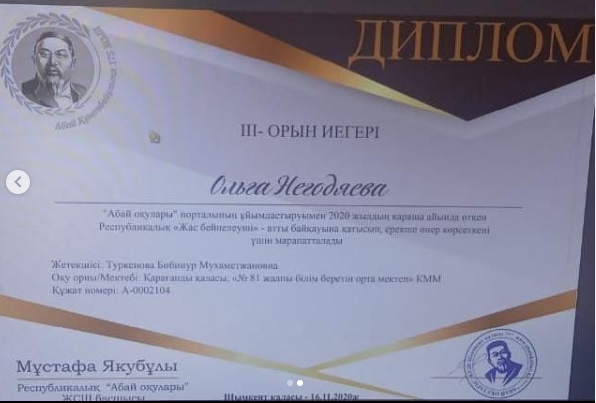 ДИПЛОМ
III- ОРЫН ИЕГЕРІ
Ольга Негодяева
"Абай оқулары" порталының ұйымдастыруымен 2020 жылдың қараша айында өткен
Республикалық «Жас бейнелеуші» - атты байқауына қатысып, ерекше өнер көрсеткені
үшін марапатталады
Жетекшісі: Туркенова Бибинур Мухаметжановна
Оқу орны/Мектебі: Қарағанды қаласы, «№ 81 жалпы білім беретін орта мектеп» КММ
Құжат номері: А-0002104
Мұстафа Якубұлы
Республикалық "Абай оқулары"
ЖСШ басшысы
Шымкент қаласы - 16.11.2020ж